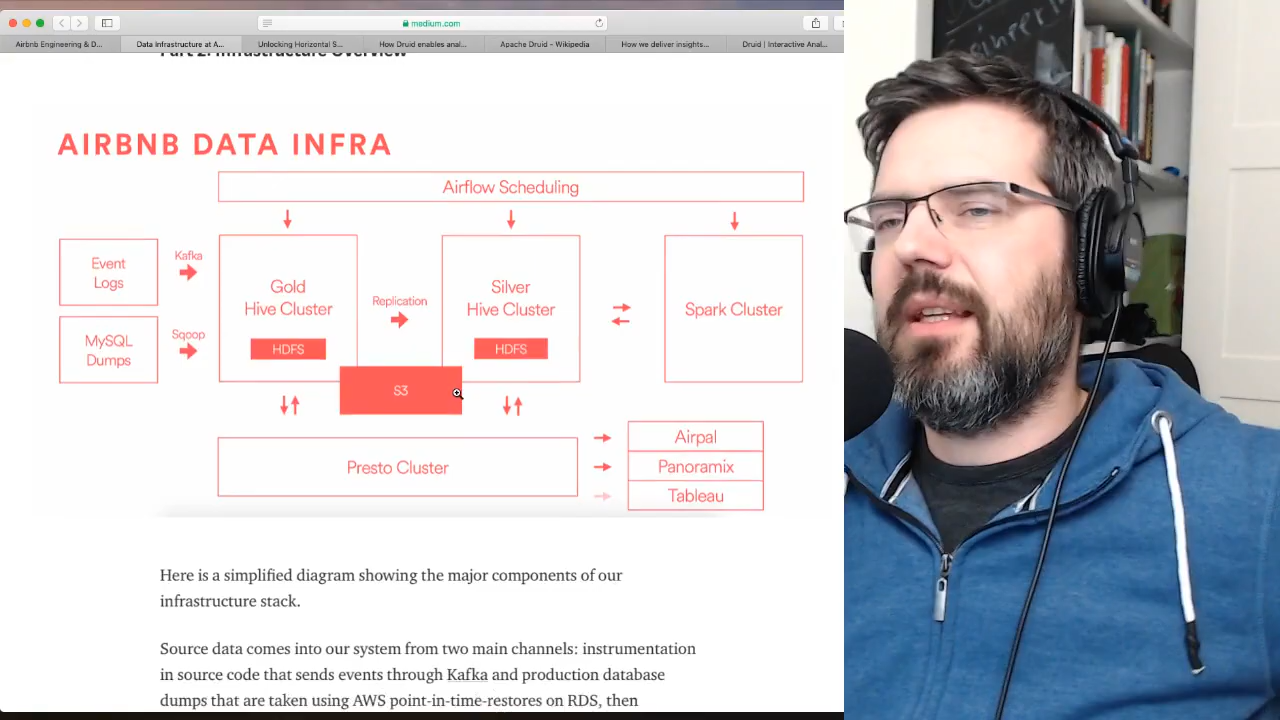 medium.com
Airbnb Engineering & D...
Data Infrastructure at A...
Unlocking Horizontal S...
How Druid enables anal...
Apache Druid – Wikipedia
How we deliver insights...
Druid | Interactive Anal...
Part 2: Infrastructure Overview
AIRBNB DATA INFRA
Airflow Scheduling
Event
Logs
Kafka
MySQL
Dumps
Sqoop
Gold
Hive Cluster
HDFS
Replication
Silver
Hive Cluster
HDFS
Spark Cluster
S3
Presto Cluster
Airpal
Panoramix
Tableau
Here is a simplified diagram showing the major components of our
infrastructure stack.
Source data comes into our system from two main channels: instrumentation
in source code that sends events through Kafka and production database
dumps that are taken using AWS point-in-time-restores on RDS, then